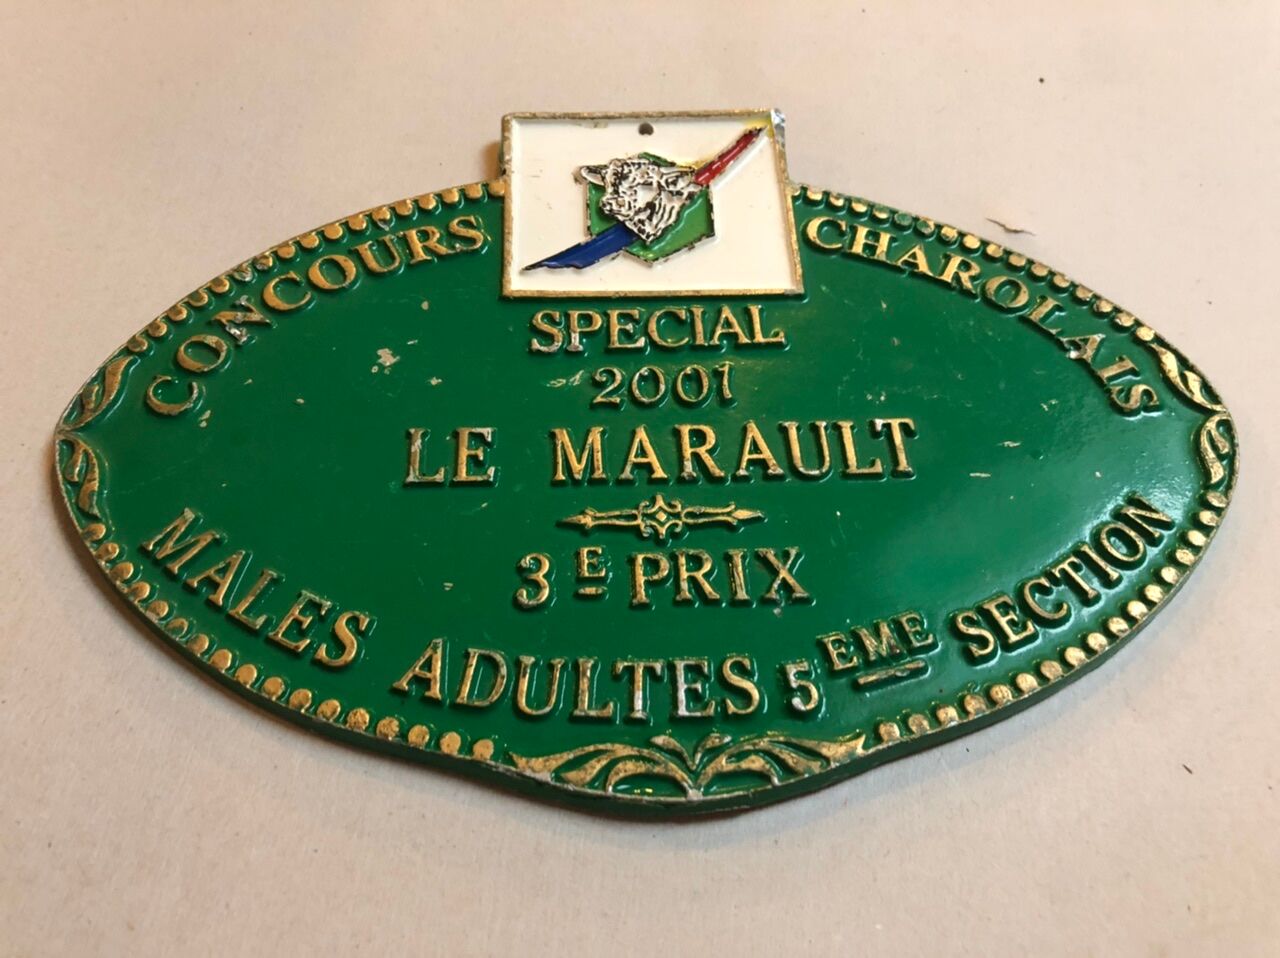 CONCOURS CHAROLAIS
SPECIAL
2001
LE MARAULT
3E PRIX
MALES ADULTES 5EME SECTION